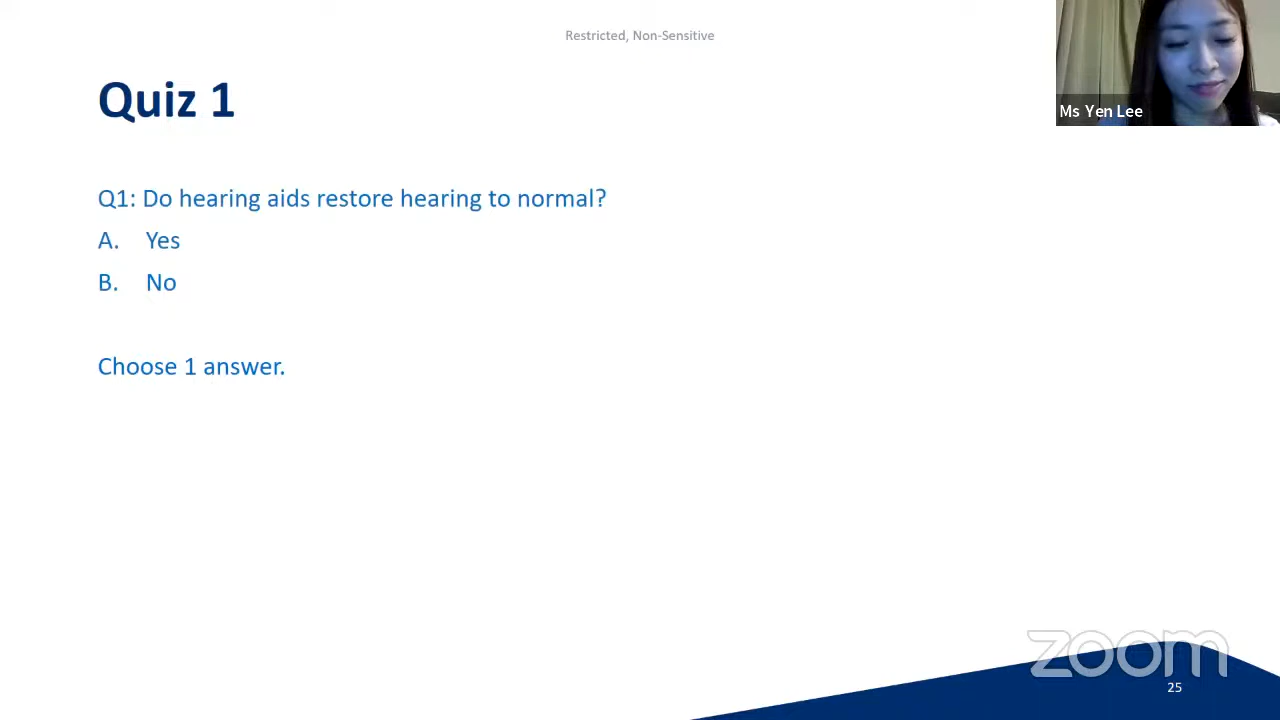 Restricted, Non-Sensitive
Ms Yen Lee
Quiz 1
Q1: Do hearing aids restore hearing to normal?
A. Yes
B. No
Choose 1 answer.
zoom
25